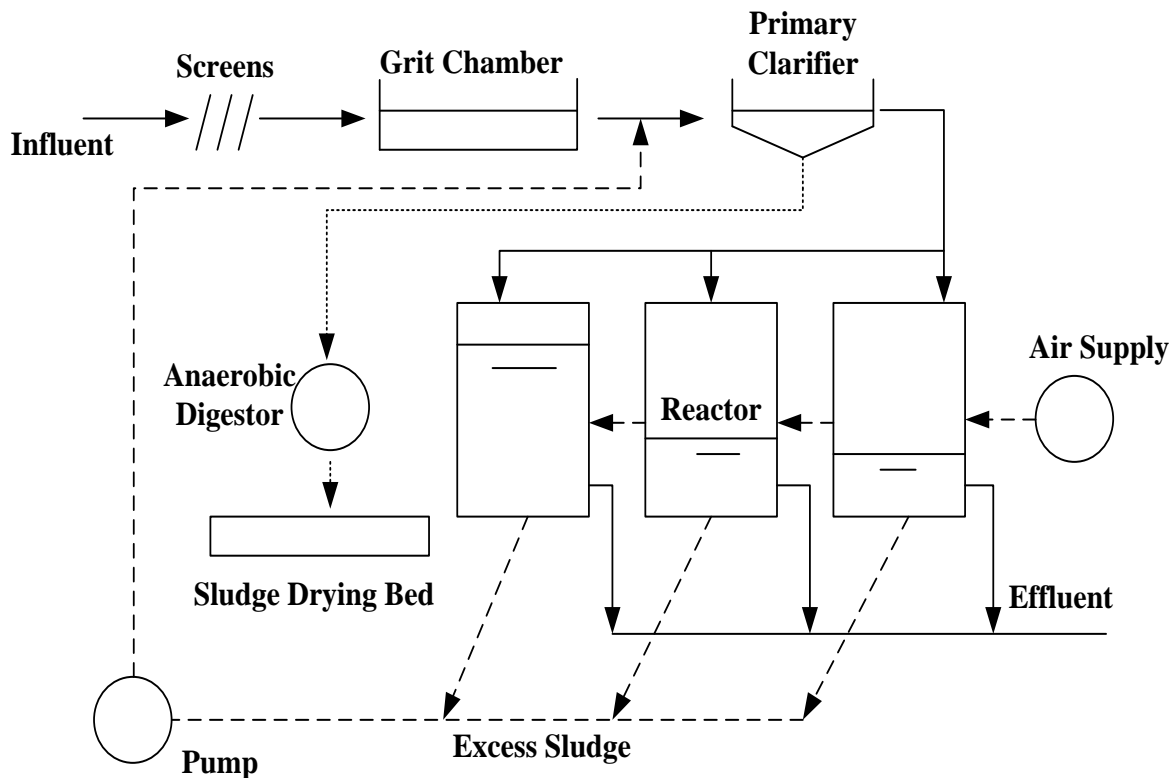 Primary
Clarifier
Grit Chamber
Screens
Influent
Air Supply
Anaerobic
Digestor
Reactor
Sludge Drying Bed
Effluent
Excess Sludge
Pump